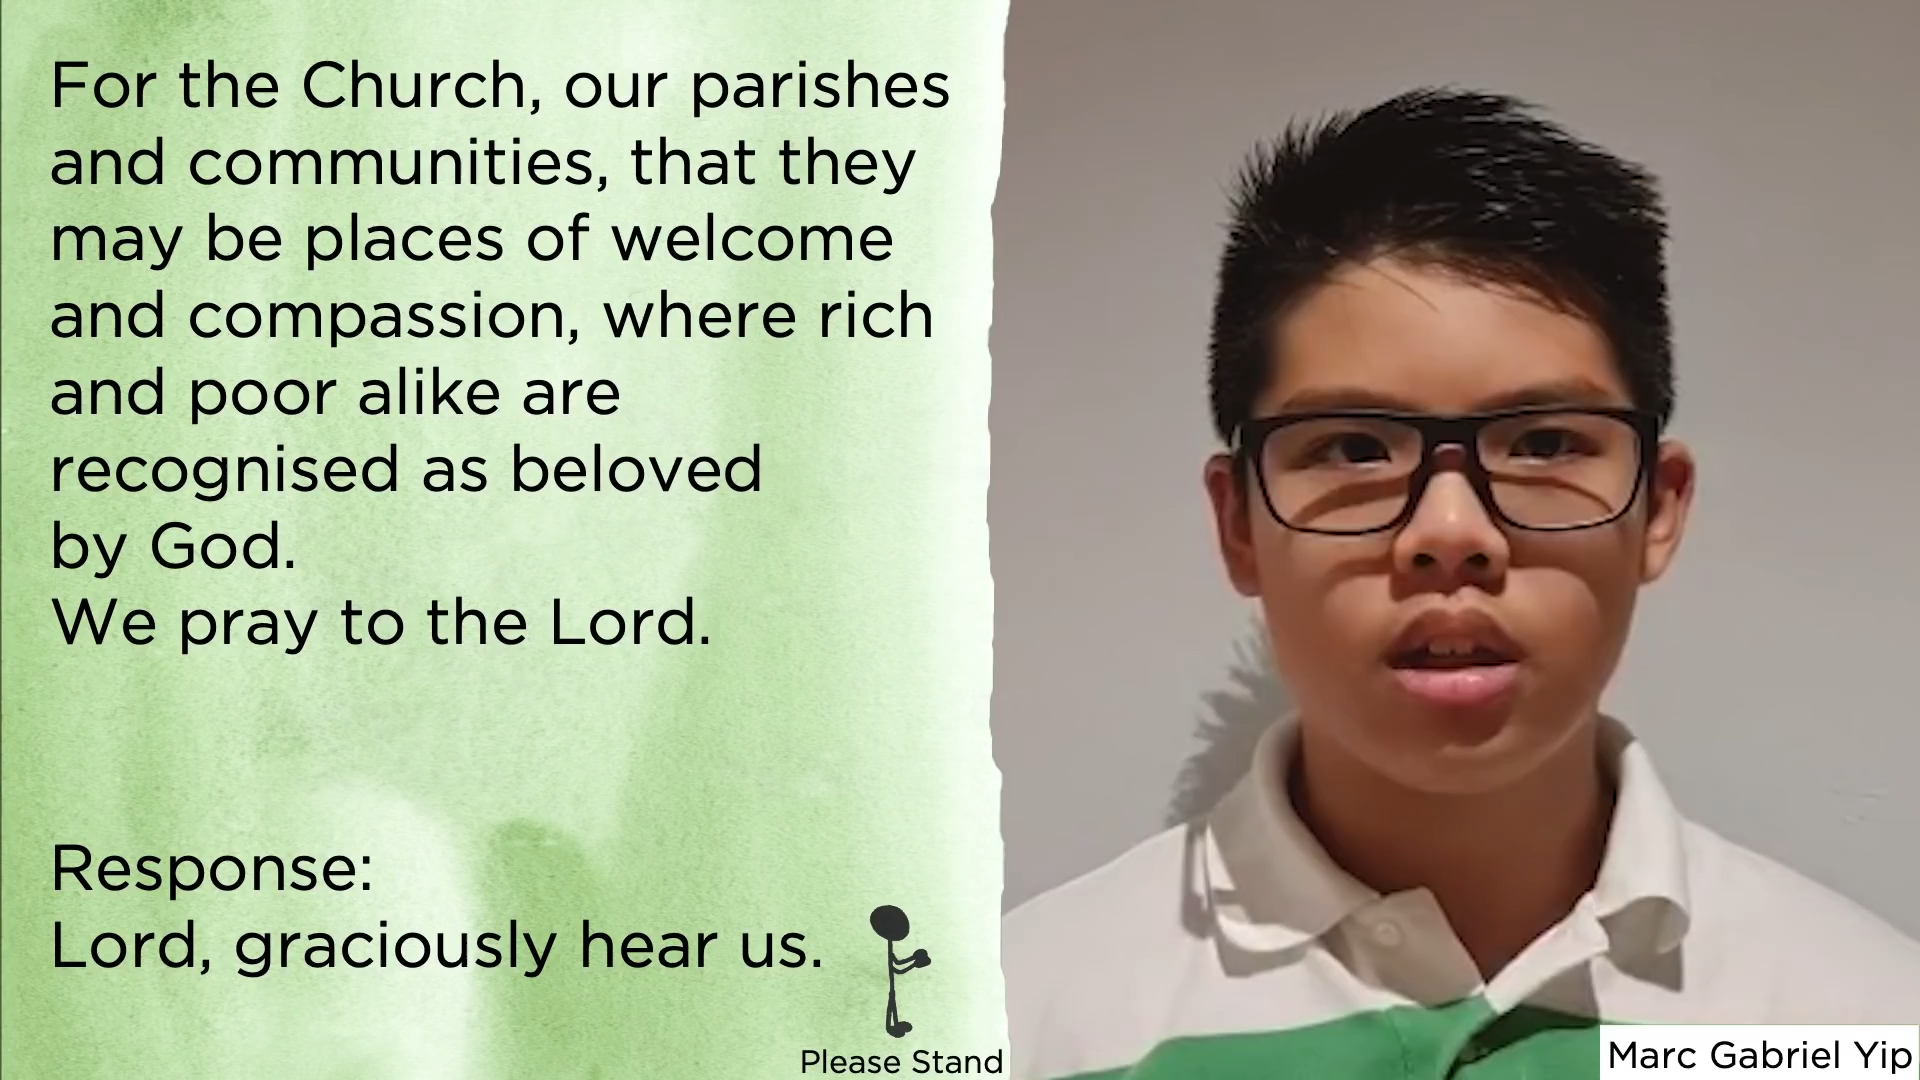 For the Church, our parishes
and communities, that they
may be places of welcome
and compassion, where rich
and poor alike are
recognised as beloved
by God.
We pray to the Lord.
Response:
Lord, graciously hear us.
Please Stand
Marc Gabriel Yip